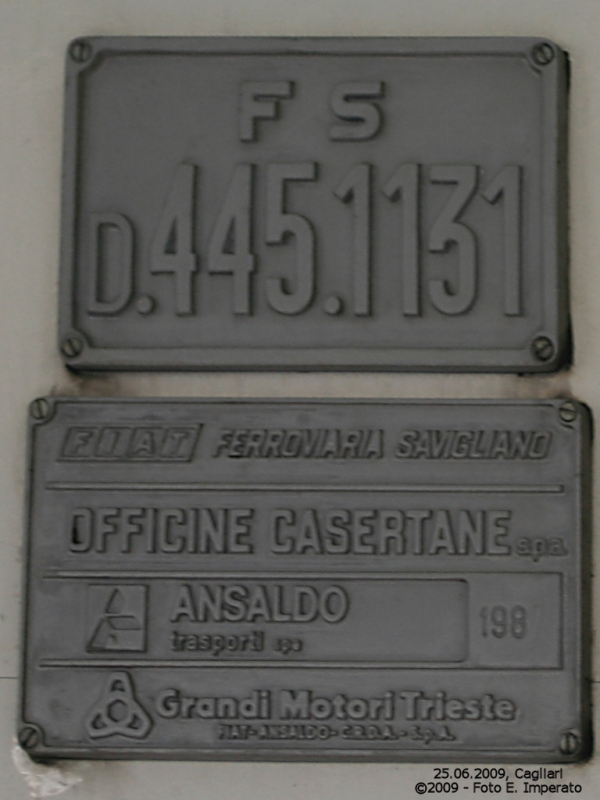 FS
D.445.1131
FIAT FERROVIARIA SAVIGLIANO
OFFICINE CASERTANE s.p.a.
ANSALDO
trasporti spa
198
Grandi Motori Trieste
FIAT-ANSALDO-C.R.D.A.-S.p.A.
25.06.2009, Cagliari
©2009 - Foto E. Imperato